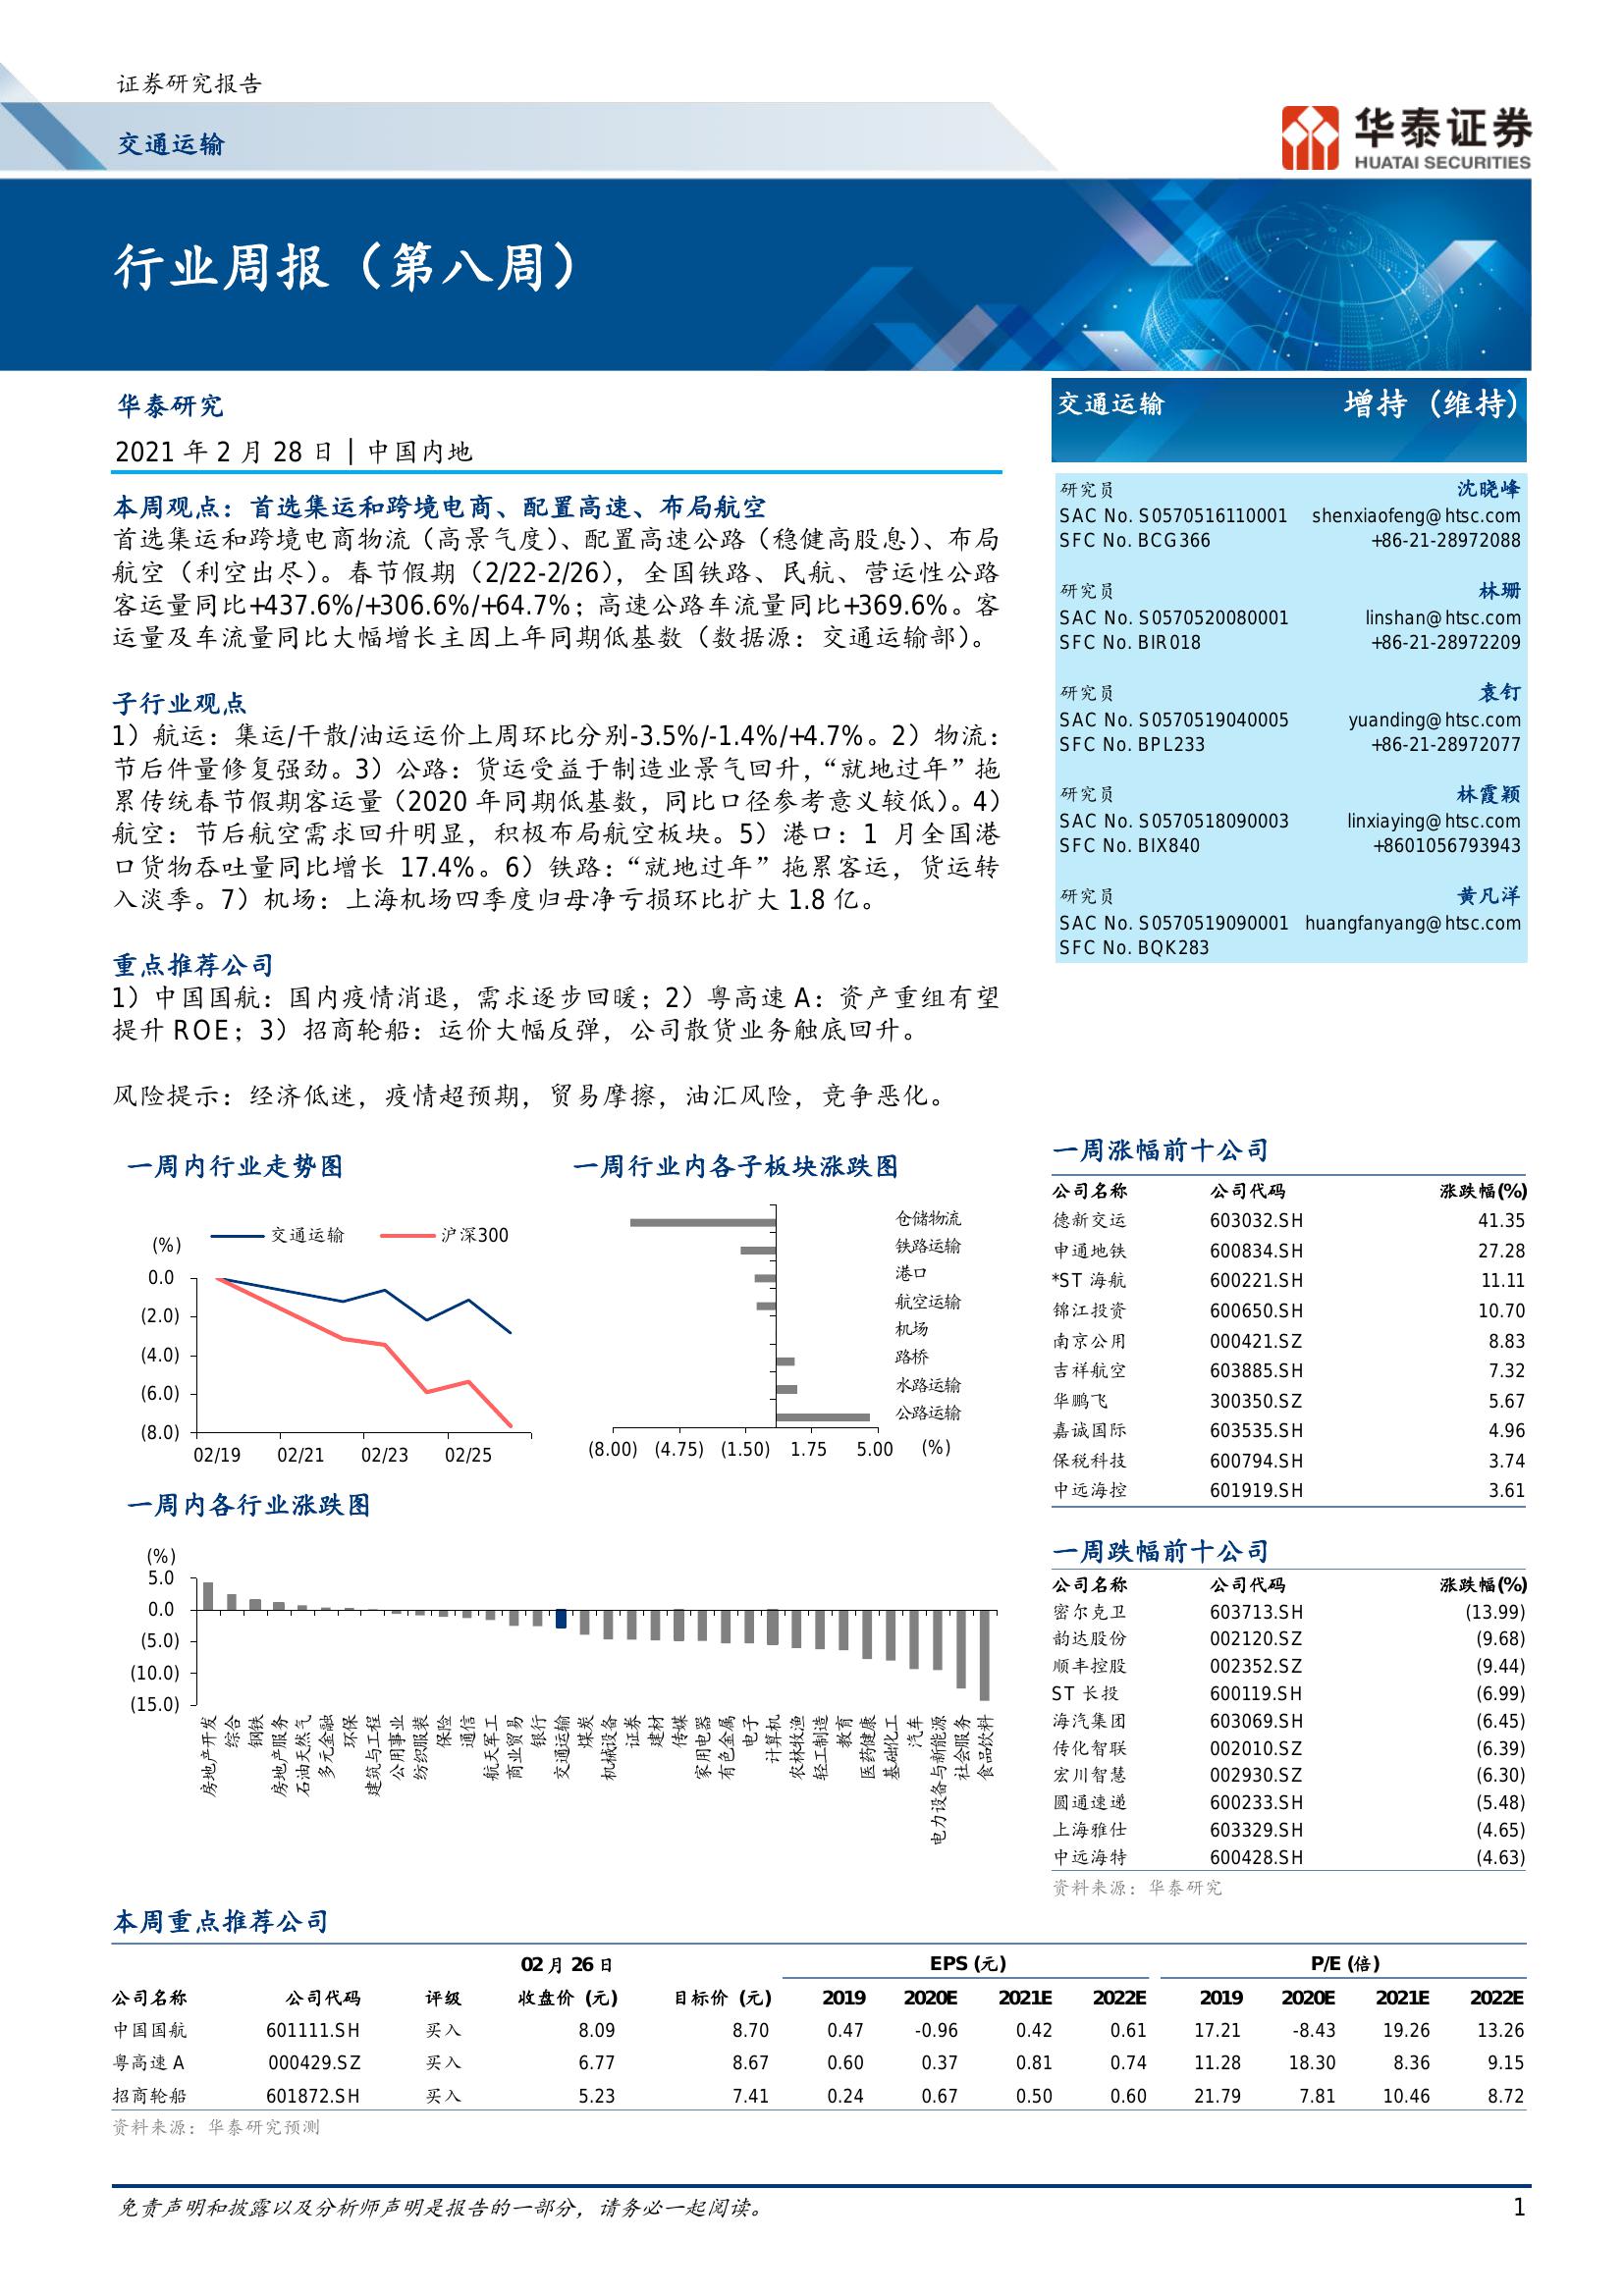 证券研究报告
交通运输
华泰证券
HUATAI SECURITIES
行业周报（第八周）
华泰研究
2021 年 2 月 28 日│中国内地
本周观点：首选集运和跨境电商、配置高速、布局航空
首选集运和跨境电商物流（高景气度）、配置高速公路（稳健高股息）、布局
航空（利空出尽）。春节假期（2/22-2/26），全国铁路、民航、营运性公路
客运量同比+437.6%/+306.6%/+64.7%；高速公路车流量同比+369.6%。客
运量及车流量同比大幅增长主因上年同期低基数（数据源：交通运输部）。
子行业观点
1）航运：集运/干散/油运运价上周环比分别-3.5%/-1.4%/+4.7%。2）物流：
节后件量修复强劲。3）公路：货运受益于制造业景气回升，“就地过年”拖
累传统春节假期客运量（2020 年同期低基数，同比口径参考意义较低）。4）
航空：节后航空需求回升明显，积极布局航空板块。5）港口：1 月全国港
口货物吞吐量同比增长 17.4%。6）铁路：“就地过年”拖累客运，货运转
入淡季。7）机场：上海机场四季度归母净亏损环比扩大 1.8 亿。
重点推荐公司
1）中国国航：国内疫情消退，需求逐步回暖；2）粤高速 A：资产重组有望
提升 ROE；3）招商轮船：运价大幅反弹，公司散货业务触底回升。
风险提示：经济低迷，疫情超预期，贸易摩擦，油汇风险，竞争恶化。
交通运输 增持（维持）
研究员 沈晓峰
SAC No. S0570516110001 shenxiaofeng@htsc.com
SFC No. BCG366 +86-21-28972088
研究员 林珊
SAC No. S0570520080001 linshan@htsc.com
SFC No. BIR018 +86-21-28972209
研究员 袁钉
SAC No. S0570519040005 yuanding@htsc.com
SFC No. BPL233 +86-21-28972077
研究员 林霞颖
SAC No. S0570518090003 linxiaying@htsc.com
SFC No. BIX840 +8601056793943
研究员 黄凡洋
SAC No. S0570519090001 huangfanyang@htsc.com
SFC No. BQK283
一周内行业走势图
(%)
交通运输 沪深300
0.0
(2.0)
(4.0)
(6.0)
(8.0)
02/19 02/21 02/23 02/25
一周行业内各子板块涨跌图
仓储物流
铁路运输
港口
航空运输
机场
路桥
水路运输
公路运输
(8.00) (4.75) (1.50) 1.75 5.00 (%)
一周内各行业涨跌图
(%)
5.0
0.0
(5.0)
(10.0)
(15.0)
房地产开发
综合
钢铁
房地产服务
石油天然气
多元金融
环保
建筑与工程
公用事业
纺织服装
保险
通信
航天军工
商业贸易
银行
交通运输
煤炭
机械设备
证券
建材
传媒
家用电器
有色金属
电子
计算机
农林牧渔
轻工制造
教育
医药健康
基础化工
汽车
电力设备与新能源
社会服务
食品饮料
一周涨幅前十公司
公司名称 公司代码 涨跌幅(%)
德新交运 603032.SH 41.35
申通地铁 600834.SH 27.28
*ST 海航 600221.SH 11.11
锦江投资 600650.SH 10.70
南京公用 000421.SZ 8.83
吉祥航空 603885.SH 7.32
华鹏飞 300350.SZ 5.67
嘉诚国际 603535.SH 4.96
保税科技 600794.SH 3.74
中远海控 601919.SH 3.61
一周跌幅前十公司
公司名称 公司代码 涨跌幅(%)
密尔克卫 603713.SH (13.99)
韵达股份 002120.SZ (9.68)
顺丰控股 002352.SZ (9.44)
ST 长投 600119.SH (6.99)
海汽集团 603069.SH (6.45)
传化智联 002010.SZ (6.39)
宏川智慧 002930.SZ (6.30)
圆通速递 600233.SH (5.48)
上海雅仕 603329.SH (4.65)
中远海特 600428.SH (4.63)
资料来源：华泰研究
本周重点推荐公司
02 月 26 日 EPS (元) P/E (倍)
公司名称 公司代码 评级 收盘价 (元) 目标价 (元) 2019 2020E 2021E 2022E 2019 2020E 2021E 2022E
中国国航 601111.SH 买入 8.09 8.70 0.47 -0.96 0.42 0.61 17.21 -8.43 19.26 13.26
粤高速 A 000429.SZ 买入 6.77 8.67 0.60 0.37 0.81 0.74 11.28 18.30 8.36 9.15
招商轮船 601872.SH 买入 5.23 7.41 0.24 0.67 0.50 0.60 21.79 7.81 10.46 8.72
资料来源：华泰研究预测
免责声明和披露以及分析师声明是报告的一部分，请务必一起阅读。 1